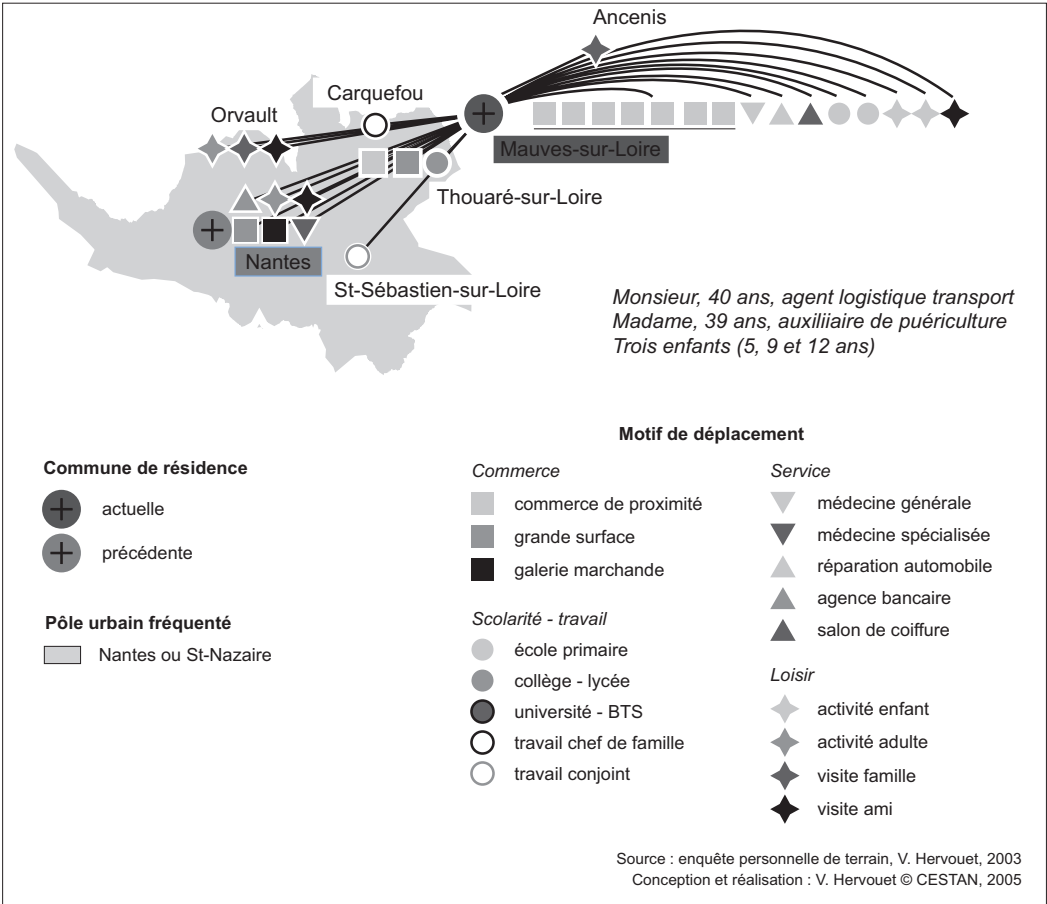 Ancenis
Carquefou
Orvault
Mauves-sur-Loire
Thouaré-sur-Loire
Nantes
St-Sébastien-sur-Loire
Monsieur, 40 ans, agent logistique transport
Madame, 39 ans, auxiliiaire de puériculture
Trois enfants (5, 9 et 12 ans)
Motif de déplacement
Commune de résidence
actuelle
précédente
Pôle urbain fréquenté
Nantes ou St-Nazaire
Commerce
commerce de proximité
grande surface
galerie marchande
Scolarité - travail
école primaire
collège - lycée
université - BTS
travail chef de famille
travail conjoint
Service
médecine générale
médecine spécialisée
réparation automobile
agence bancaire
salon de coiffure
Loisir
activité enfant
activité adulte
visite famille
visite ami
Source : enquête personnelle de terrain, V. Hervouet, 2003
Conception et réalisation : V. Hervouet © CESTAN, 2005